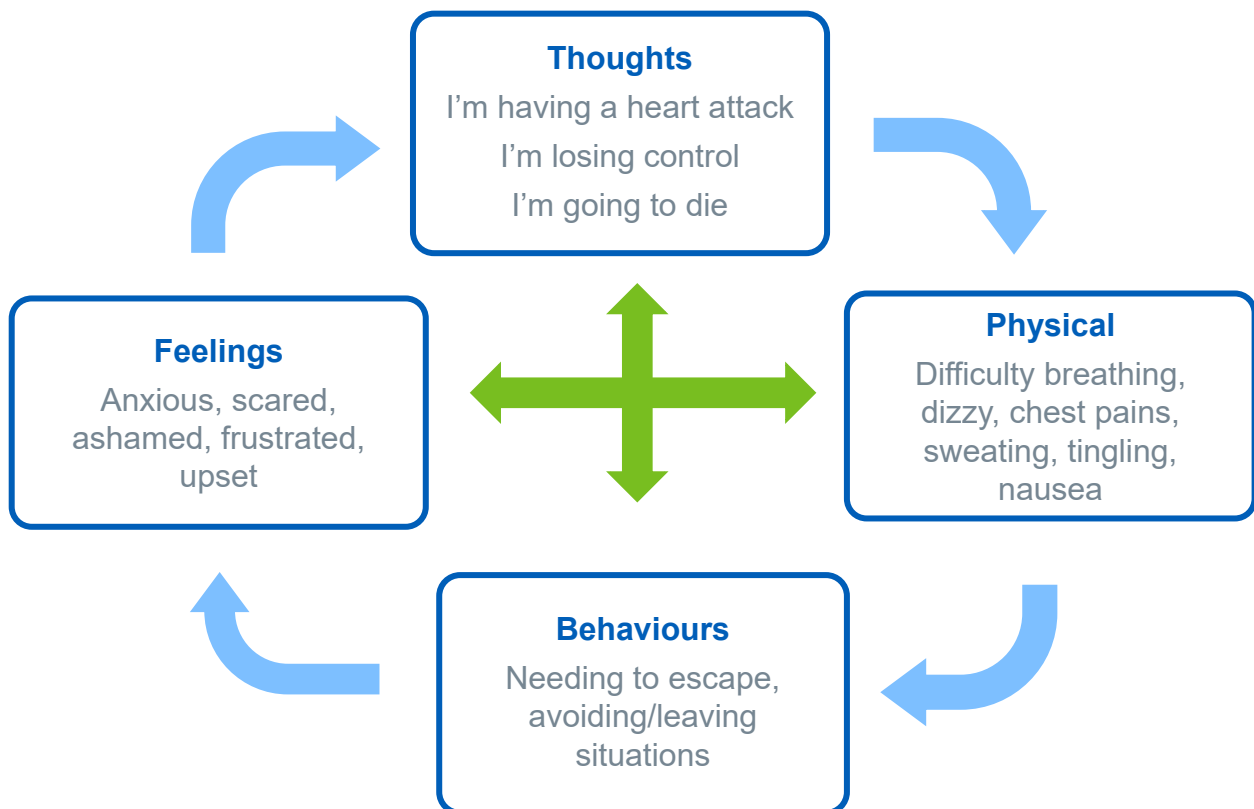 Thoughts
I’m having a heart attack
I’m losing control
I’m going to die
Feelings
Anxious, scared,
ashamed, frustrated,
upset
Physical
Difficulty breathing,
dizzy, chest pains,
sweating, tingling,
nausea
Behaviours
Needing to escape,
avoiding/leaving
situations